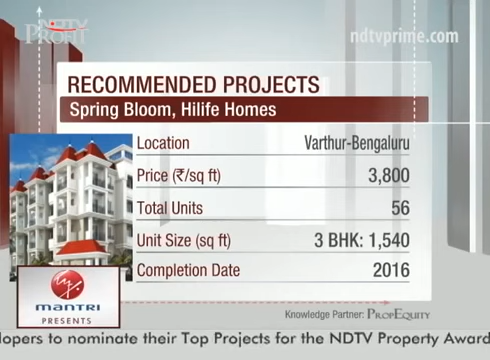 NDTV
PROFIT
ndtvprime.com
RECOMMENDED PROJECTS
Spring Bloom, Hilife Homes
Location Varthur-Bengaluru
Price (₹/sq ft) 3,800
Total Units 56
Unit Size (sq ft) 3 BHK: 1,540
Completion Date 2016
MANTRI
PRESENTS
Knowledge Partner: PROPEQUITY
lopers to nominate their Top Projects for the NDTV Property Award